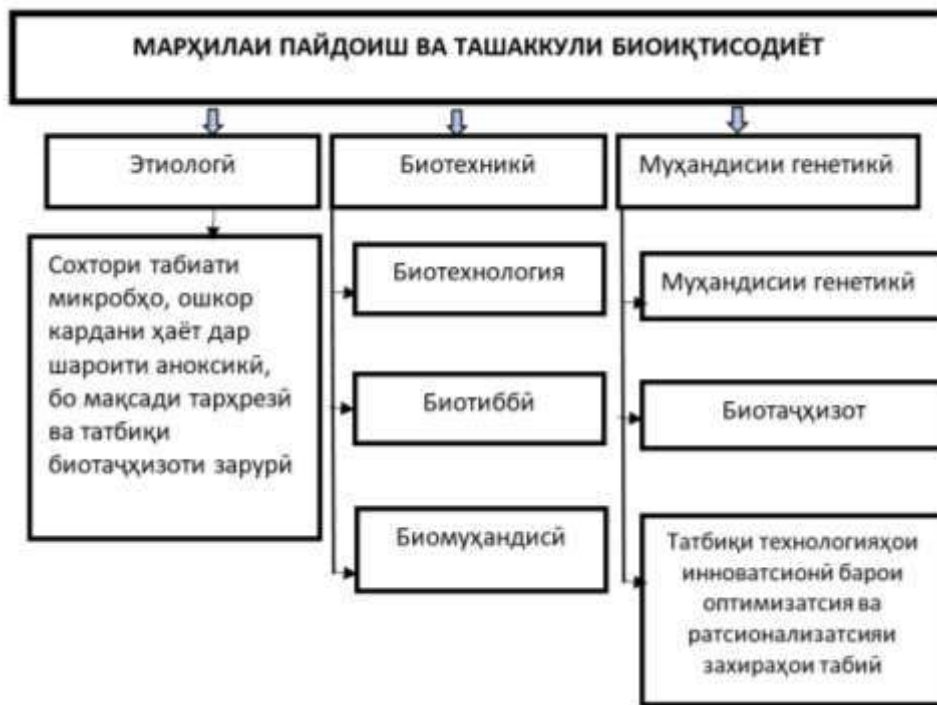 МАРҲИЛАИ ПАЙДОИШ ВА ТАШАККУЛИ БИОИҚТИСОДИЁТ
Этиологӣ
Биотехникӣ
Муҳандисии генетикӣ
Сохтори табиати
микробҳо, ошкор
кардани ҳаёт дар
шароити аноксикӣ,
бо мақсади тарҳрезӣ
ва татбиқи
биотаҷҳизоти зарурӣ
Биотехнология
Биотиббӣ
Биомуҳандисӣ
Муҳандисии генетикӣ
Биотаҷҳизот
Татбиқи технологияҳои
инноватсионӣ барои
оптимизатсия ва
ратсионализатсияи
захираҳои табиӣ